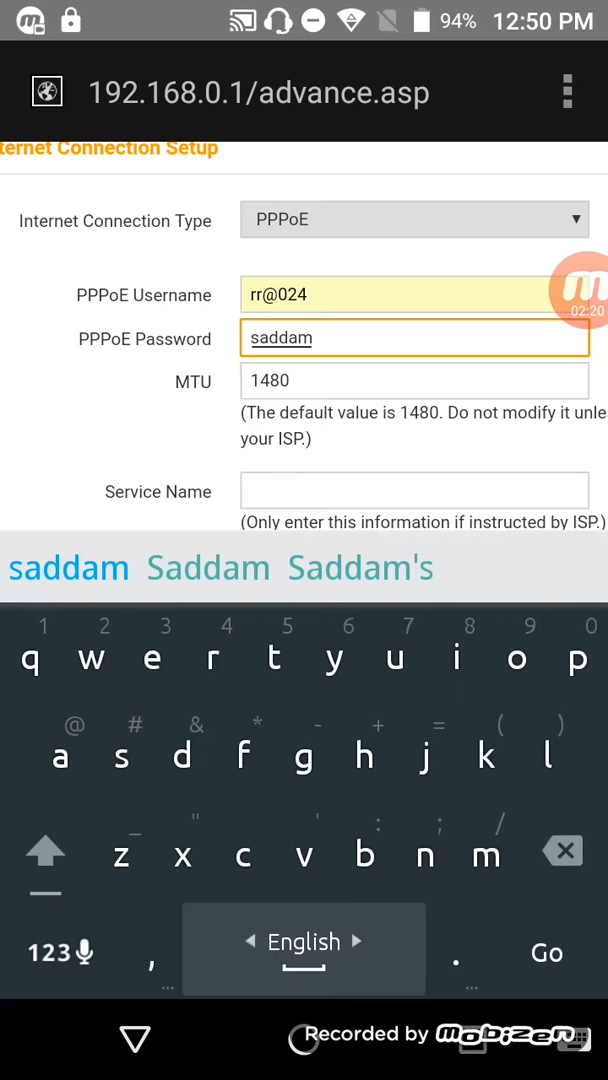 94% 12:50 PM
192.168.0.1/advance.asp
ternet Connection Setup
Internet Connection Type PPPoE
PPPoE Username rr@024
02:20
PPPoE Password saddam
MTU 1480
(The default value is 1480. Do not modify it unle
your ISP.)
Service Name
(Only enter this information if instructed by ISP.)
saddam Saddam Saddam's
1 2 3 4 5 6 7 8 9 0
q w e r t y u i o p
@ # & * - + = ( )
a s d f g h j k l
_ " ' : ; /
z x c v b n m
123 , English . Go
... ...
Recorded by mobizen